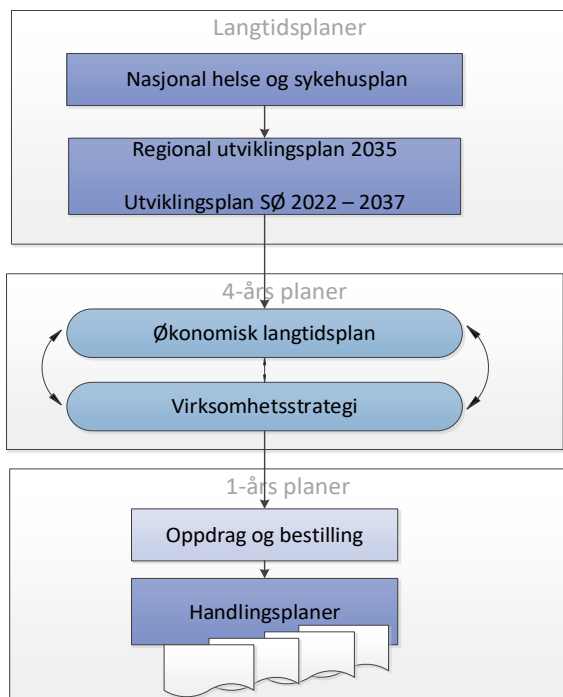 Langtidsplaner
Nasjonal helse og sykehusplan
Regional utviklingsplan 2035
Utviklingsplan SØ 2022 – 2037
4-års planer
Økonomisk langtidsplan
Virksomhetsstrategi
1-års planer
Oppdrag og bestilling
Handlingsplaner